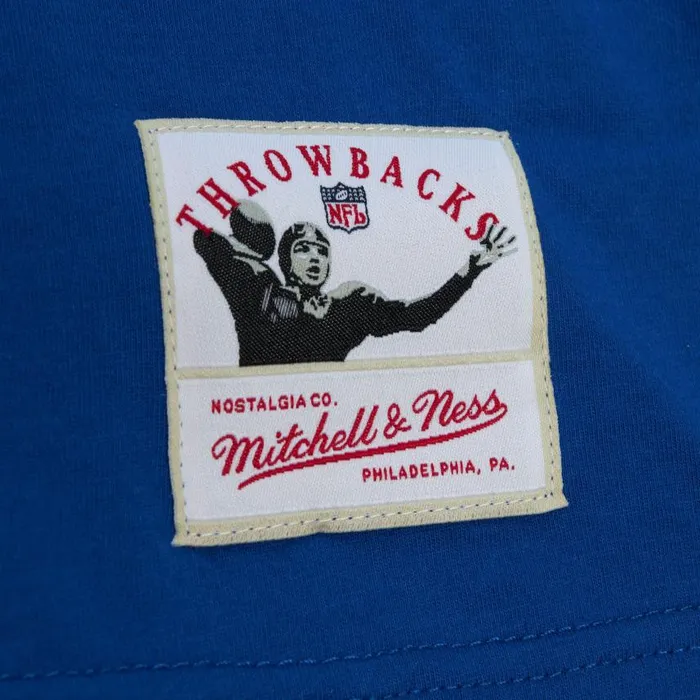 THROWBACKS
NFL
NOSTALGIA CO.
Mitchell & Ness
PHILADELPHIA, PA.